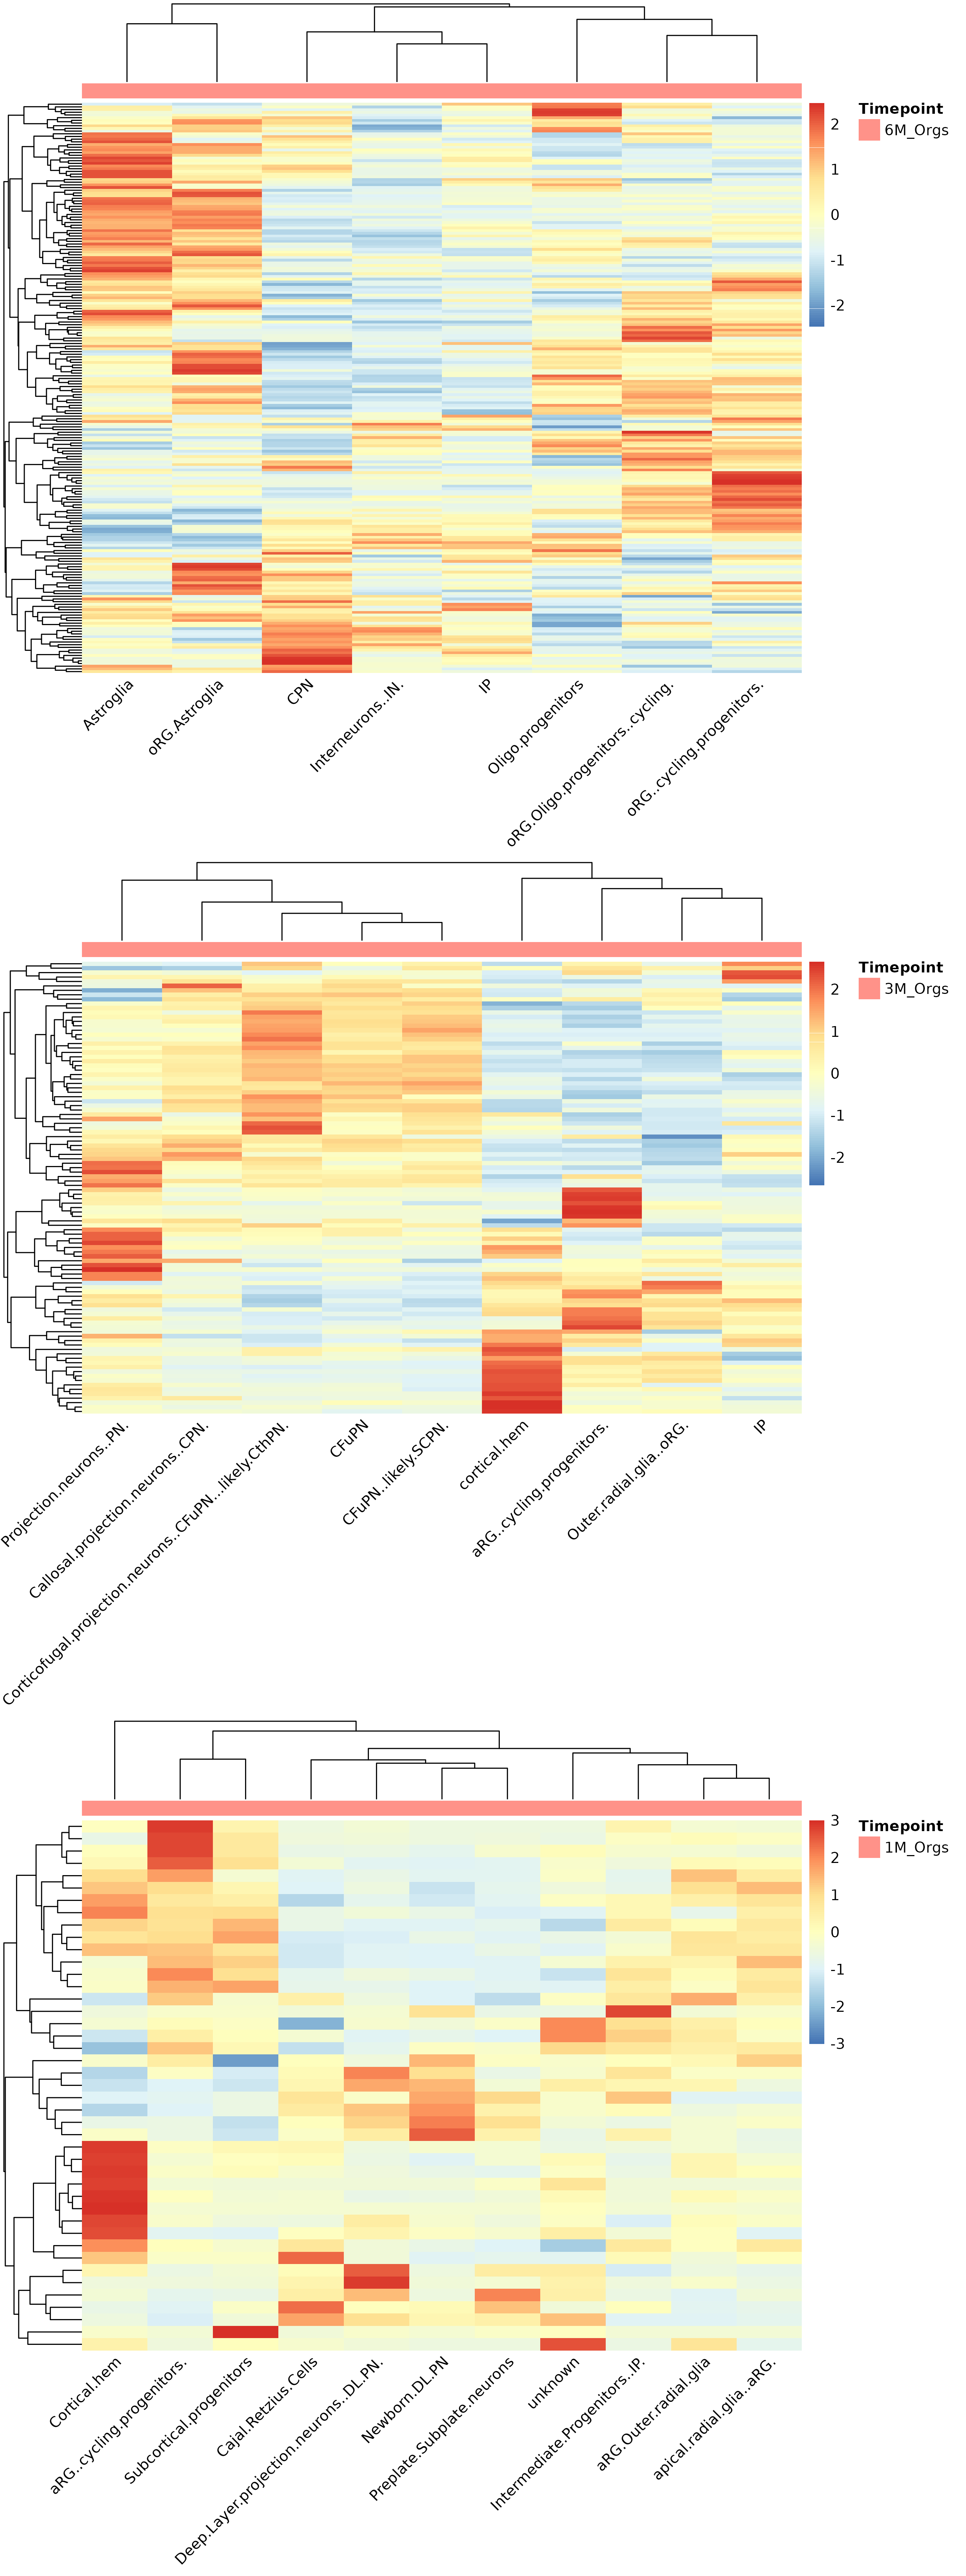 Timepoint
6M_Orgs
2
1
0
-1
-2
Astroglia
oRG.Astroglia
CPN
Interneurons..IN.
IP
Oligo.progenitors
oRG.Oligo.progenitors..cycling.
oRG..cycling.progenitors.
Timepoint
3M_Orgs
2
1
0
-1
-2
Projection.neurons..PN.
Callosal.projection.neurons..CPN.
Corticofugal.projection.neurons..CFuPN...likely.CthPN.
CFuPN
CFuPN..likely.SCPN.
cortical.hem
aRG..cycling.progenitors.
Outer.radial.glia..oRG.
IP
Timepoint
1M_Orgs
3
2
1
0
-1
-2
-3
Cortical.hem
aRG..cycling.progenitors.
Subcortical.progenitors
Cajal.Retzius.Cells
Deep.Layer.projection.neurons..DL.PN.
Newborn.DL.PN
Preplate.Subplate.neurons
unknown
Intermediate.Progenitors..IP.
aRG.Outer.radial.glia
apical.radial.glia..aRG.